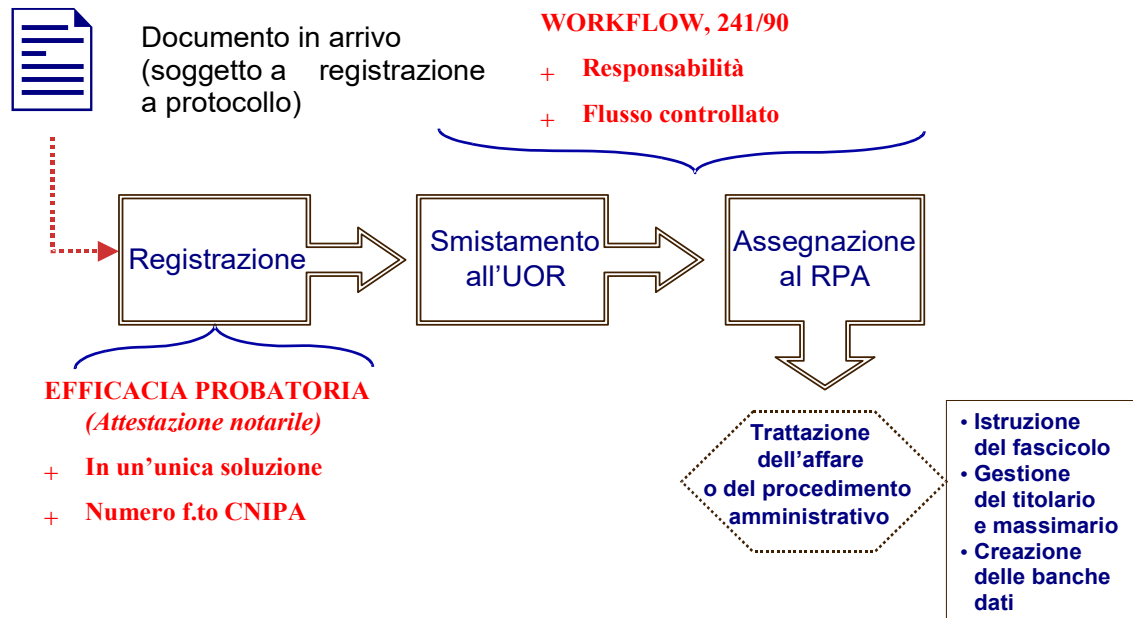 Documento in arrivo
(soggetto a registrazione
a protocollo)
WORKFLOW, 241/90
+ Responsabilità
+ Flusso controllato
Registrazione
Smistamento
all'UOR
Assegnazione
al RPA
EFFICACIA PROBATORIA
(Attestazione notarile)
+ In un'unica soluzione
+ Numero f.to CNIPA
Trattazione
dell'affare
o del procedimento
amministrativo
• Istruzione
del fascicolo
• Gestione
del titolario
e massimario
• Creazione
delle banche
dati